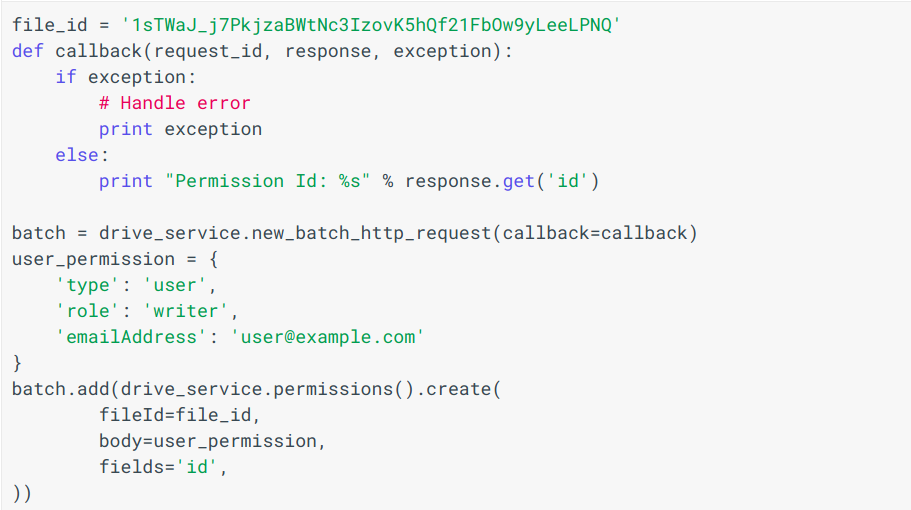 file_id = '1sTWaJ_j7PkjzaBWtNc3IzovK5hQf21FbOw9yLeeLPNQ'
def callback(request_id, response, exception):
    if exception:
        # Handle error
        print exception
    else:
        print "Permission Id: %s" % response.get('id')

batch = drive_service.new_batch_http_request(callback=callback)
user_permission = {
    'type': 'user',
    'role': 'writer',
    'emailAddress': 'user@example.com'
}
batch.add(drive_service.permissions().create(
        fileId=file_id,
        body=user_permission,
        fields='id',
))